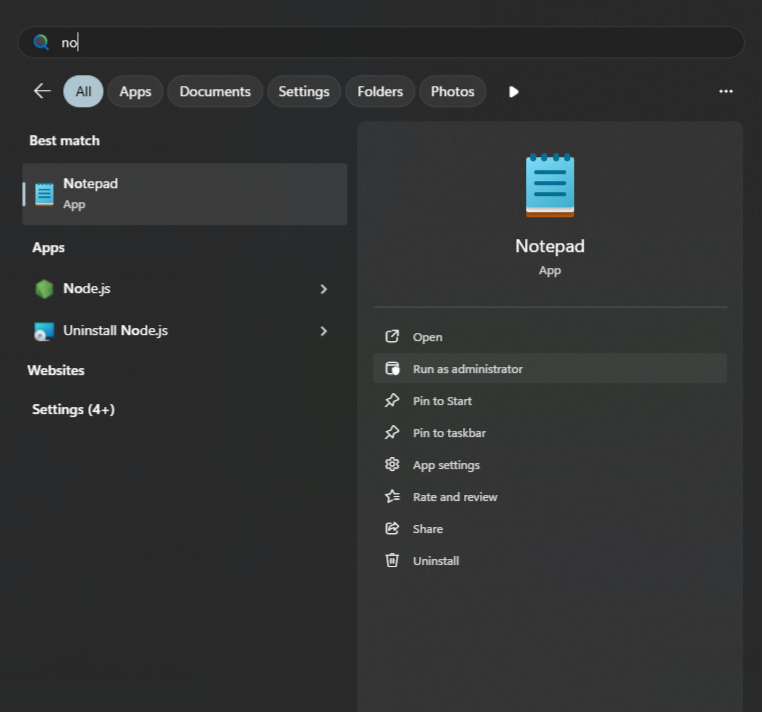 no
All
Apps
Documents
Settings
Folders
Photos
Best match
Notepad
App
Apps
Node.js
Uninstall Node.js
Websites
Settings (4+)
Notepad
App
Open
Run as administrator
Pin to Start
Pin to taskbar
App settings
Rate and review
Share
Uninstall